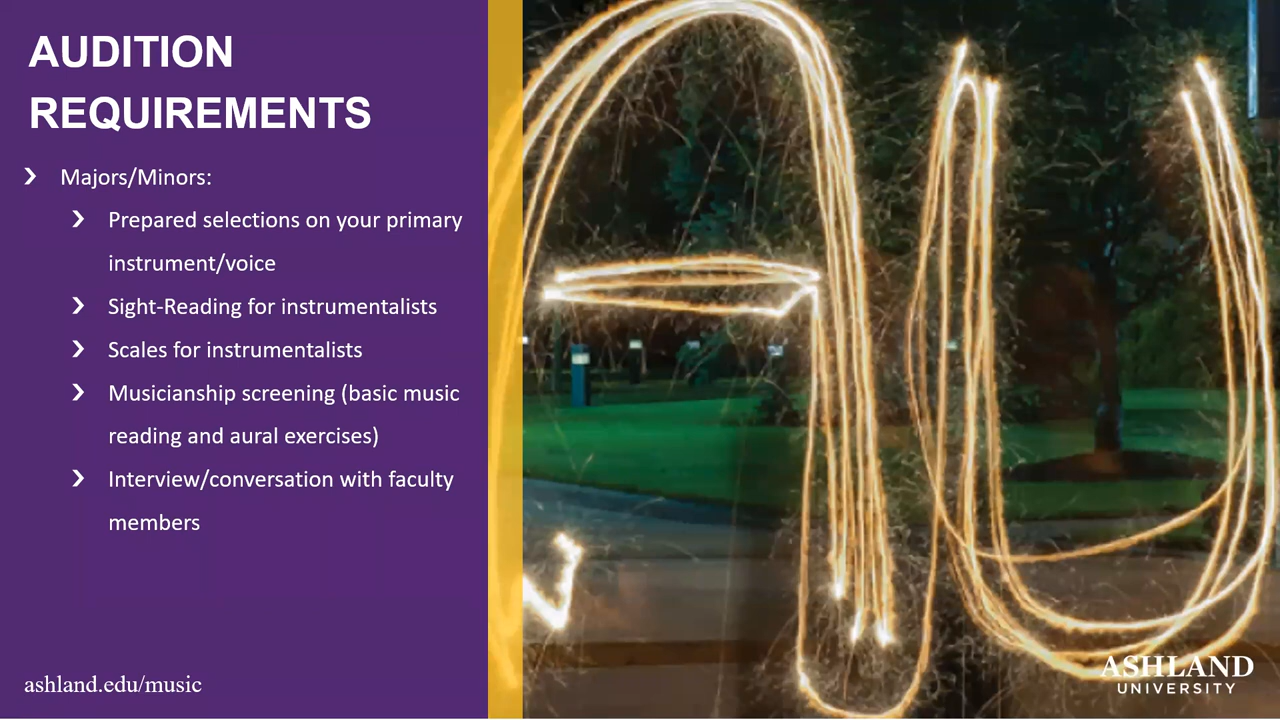 AUDITION
REQUIREMENTS
Majors/Minors:
Prepared selections on your primary
instrument/voice
Sight-Reading for instrumentalists
Scales for instrumentalists
Musicianship screening (basic music
reading and aural exercises)
Interview/conversation with faculty
members
ashland.edu/music
AU
ASHLAND
UNIVERSITY